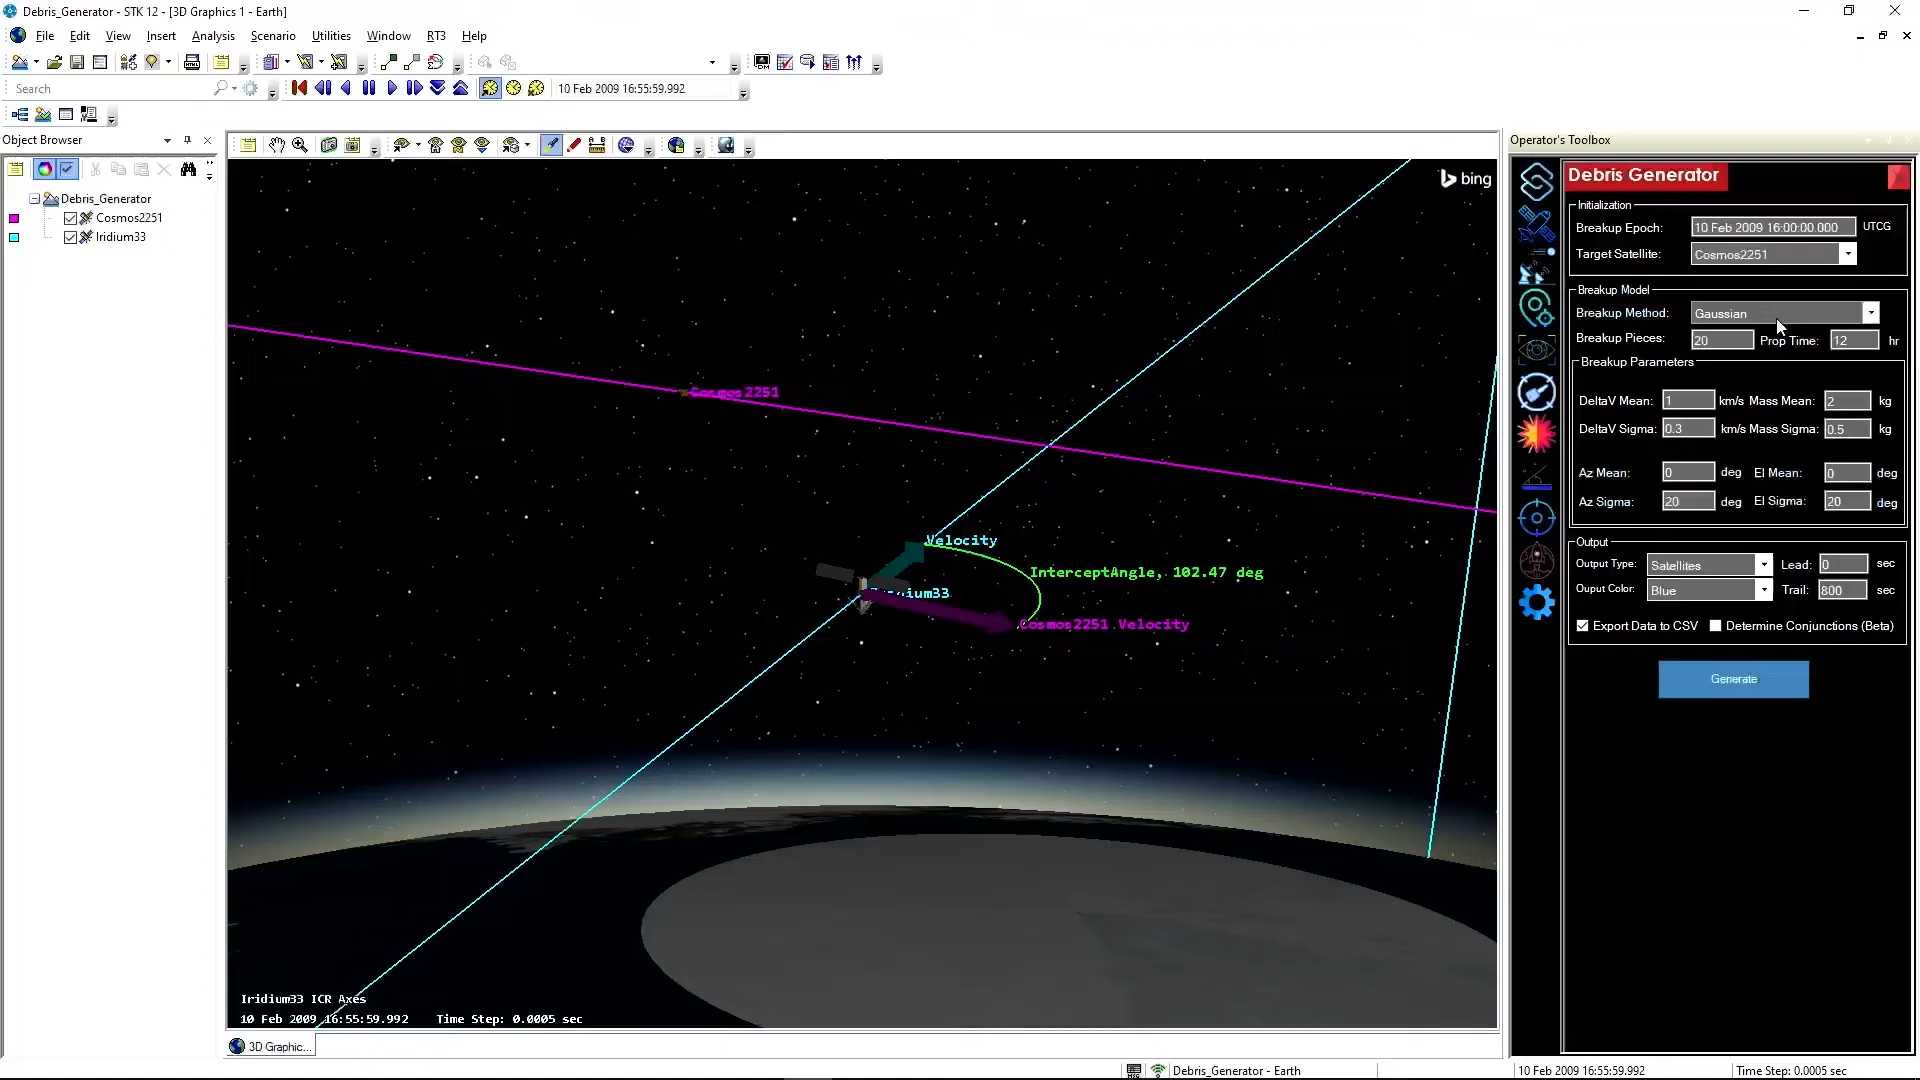 Debris_Generator - STK 12 - [3D Graphics 1 - Earth]
File Edit View Insert Analysis Scenario Utilities Window RT3 Help
Search
10 Feb 2009 16:55:59.992
Object Browser
Debris_Generator
Cosmos2251
Iridium33
bing
Cosmos2251
Velocity
InterceptAngle, 102.47 deg
Cosmos2251 Velocity
Iridium33 ICR Axes
10 Feb 2009 16:55:59.992 Time Step: 0.0005 sec
3D Graphic...
Operator's Toolbox
Debris Generator
Initialization
Breakup Epoch: 10 Feb 2009 16:00:00.000 UTCG
Target Satellite: Cosmos2251
Breakup Model
Breakup Method: Gaussian
Breakup Pieces: 20 Prop Time: 12 hr
Breakup Parameters
DeltaV Mean: 1 km/s Mass Mean: 2 kg
DeltaV Sigma: 0.3 km/s Mass Sigma: 0.5 kg
Az Mean: 0 deg El Mean: 0 deg
Az Sigma: 20 deg El Sigma: 20 deg
Output
Output Type: Satellites Lead: 0 sec
Ouput Color: Blue Trail: 800 sec
Export Data to CSV Determine Conjunctions (Beta)
Generate
Debris_Generator - Earth
10 Feb 2009 16:55:59.992
Time Step: 0.0005 sec